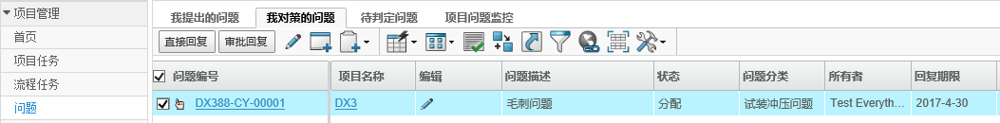 项目管理
首页
项目任务
流程任务
问题
我提出的问题 我对策的问题 待判定问题 项目问题监控
直接回复 审批回复
问题编号 项目名称 编辑 问题描述 状态 问题分类 所有者 回复期限
DX388-CY-00001 DX3 毛刺问题 分配 试装冲压问题 Test Everyth... 2017-4-30